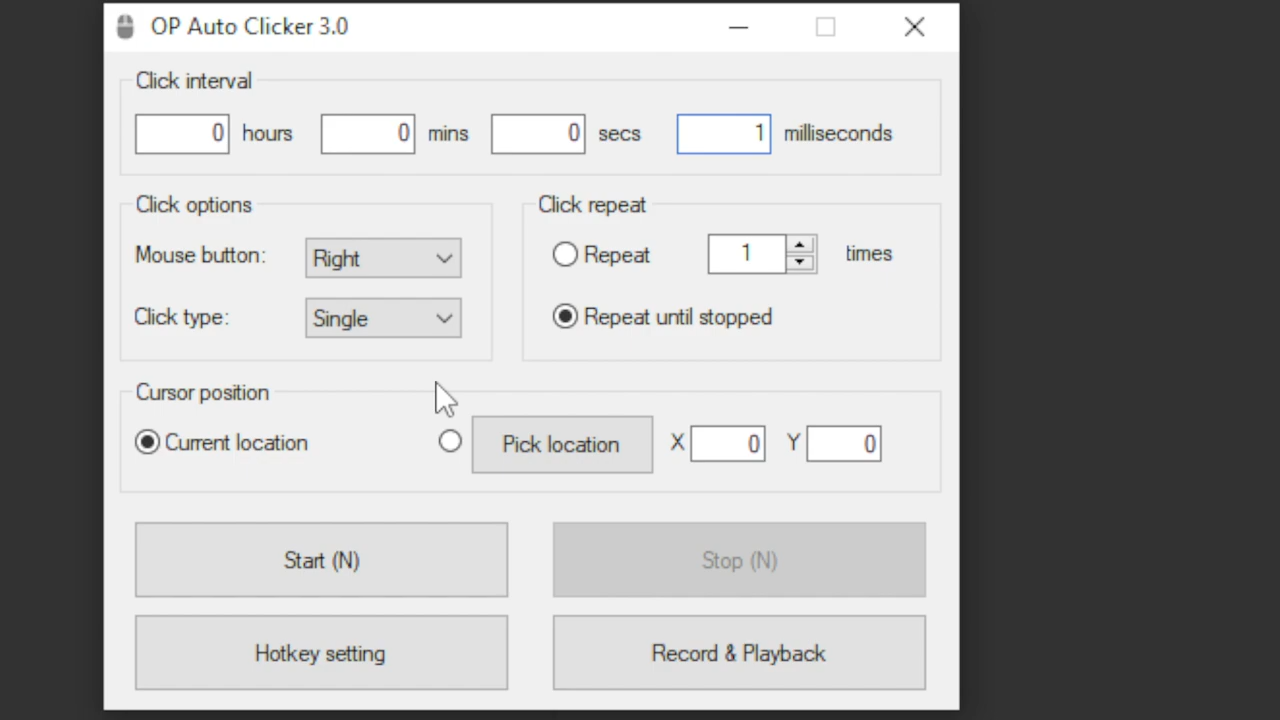 OP Auto Clicker 3.0
Click interval
0 hours 0 mins 0 secs 1 milliseconds
Click options
Mouse button: Right
Click type: Single
Click repeat
Repeat 1 times
Repeat until stopped
Cursor position
Current location Pick location X 0 Y 0
Start (N) Stop (N)
Hotkey setting Record & Playback